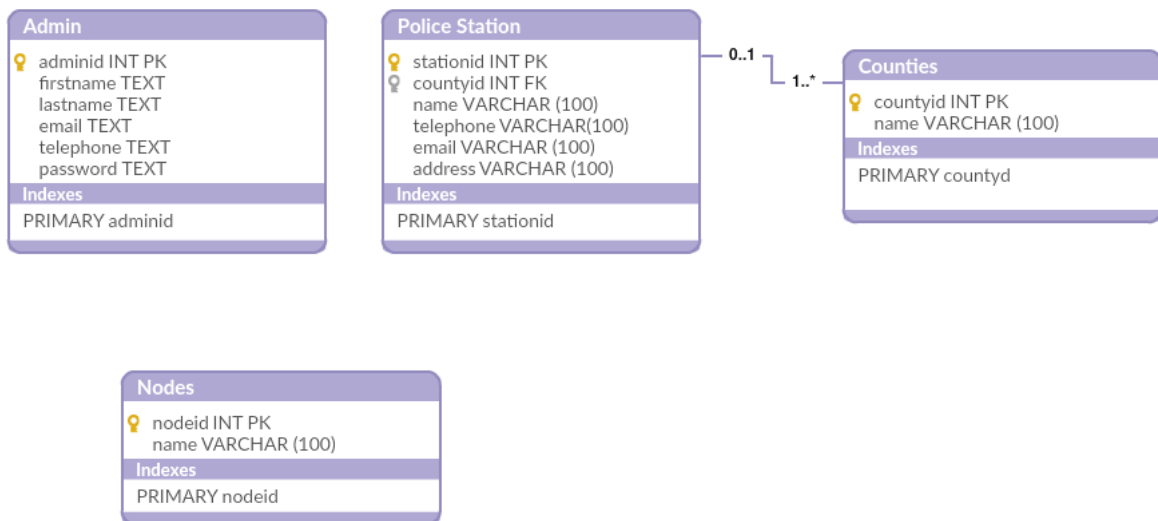 Admin
adminid INT PK
firstname TEXT
lastname TEXT
email TEXT
telephone TEXT
password TEXT
Indexes
PRIMARY adminid
Police Station
stationid INT PK
countyid INT FK
name VARCHAR (100)
telephone VARCHAR(100)
email VARCHAR (100)
address VARCHAR (100)
Indexes
PRIMARY stationid
0..1
1..*
Counties
countyid INT PK
name VARCHAR (100)
Indexes
PRIMARY countyd
Nodes
nodeid INT PK
name VARCHAR (100)
Indexes
PRIMARY nodeid